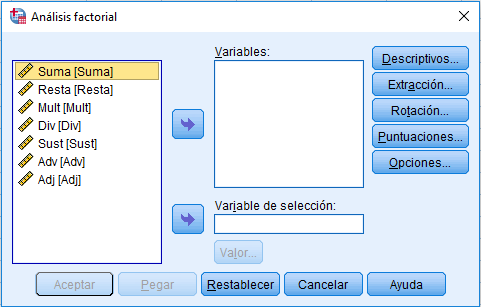 Análisis factorial
Suma [Suma]
Resta [Resta]
Mult [Mult]
Div [Div]
Sust [Sust]
Adv [Adv]
Adj [Adj]
Variables:
Variable de selección:
Valor...
Descriptivos...
Extracción...
Rotación...
Puntuaciones...
Opciones...
Aceptar
Pegar
Restablecer
Cancelar
Ayuda